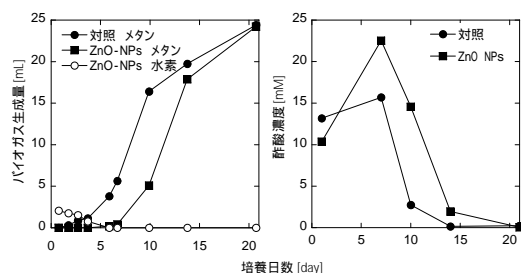 バイオガス生成量 [mL]
25
20
15
10
5
0
対照 メタン
ZnO-NPs メタン
ZnO-NPs 水素
0 5 10 15 20
酢酸濃度 [mM]
25
20
15
10
5
0
対照
ZnO NPs
0 5 10 15 20
培養日数 [day]